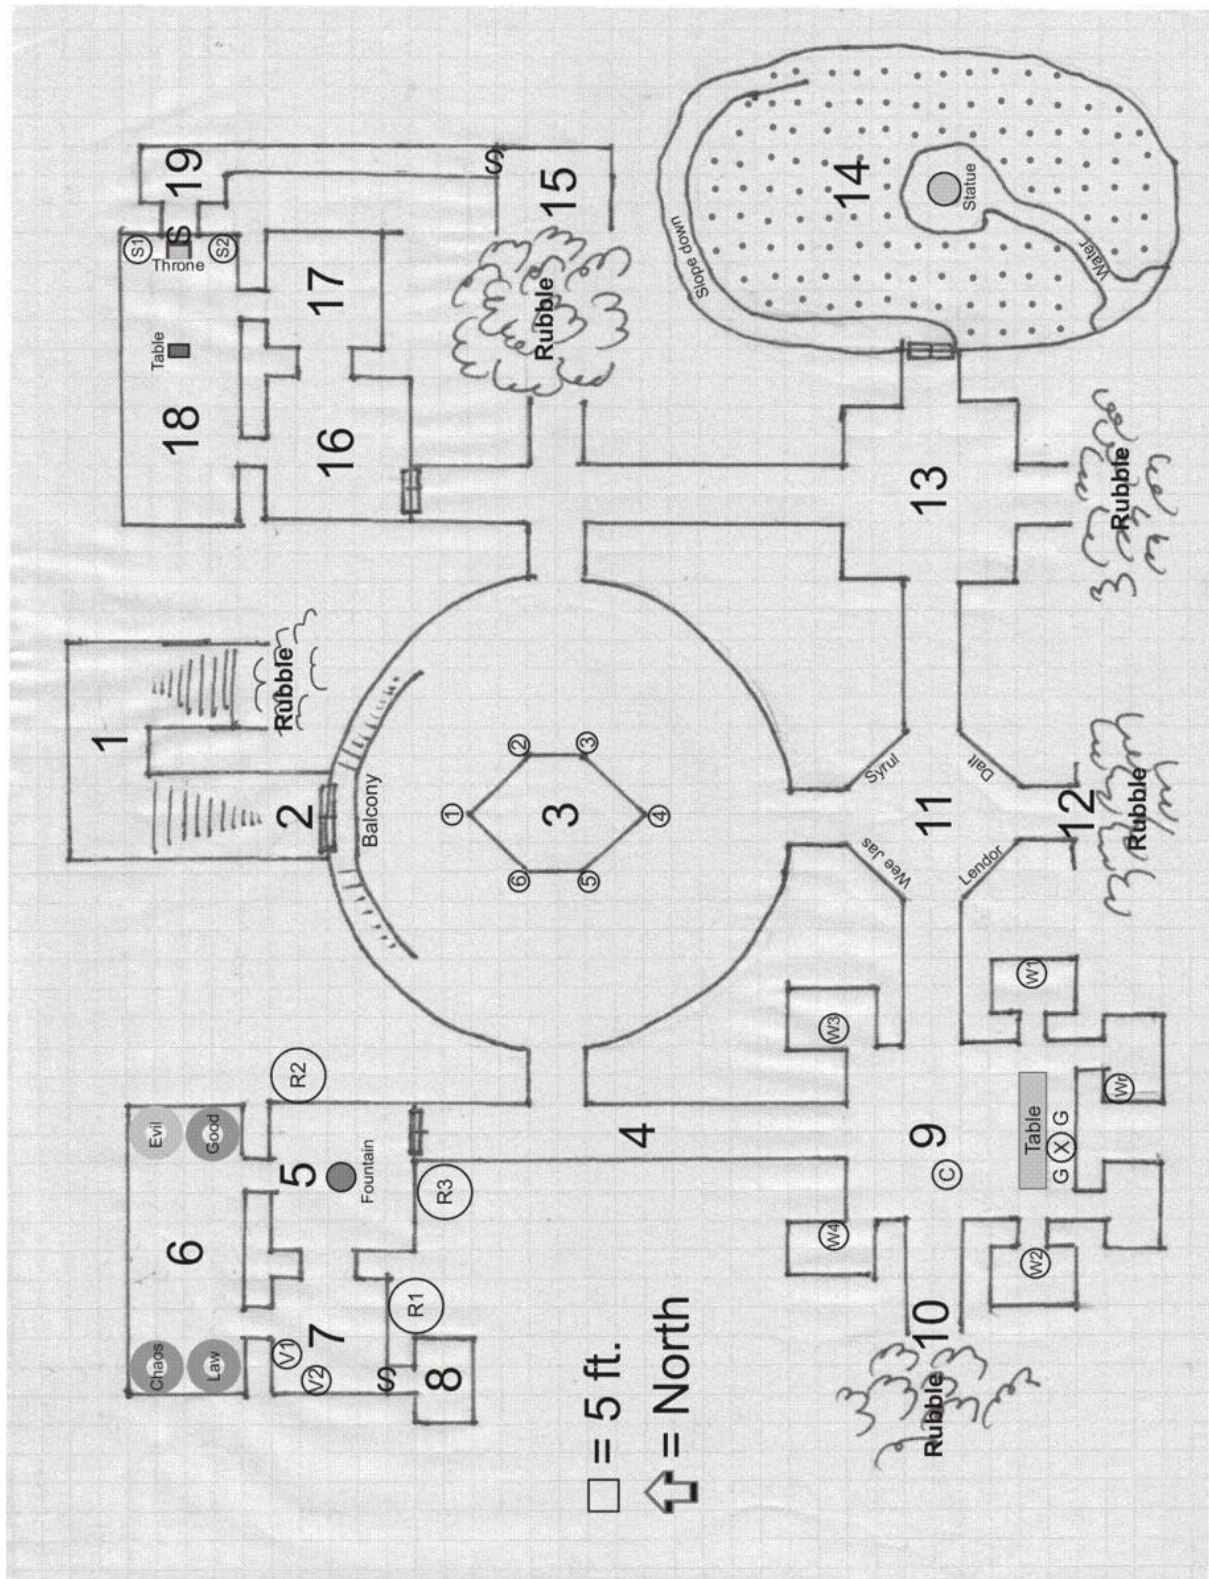 1
Rubble
2
Balcony
3
1
2
3
4
5
6
4
R2
Evil
Good
5
Fountain
R3
6
Chaos
Law
7
V1
V2
R1
S
8
= 5 ft.
= North
9
C
Table
G X G
W1
W2
W3
W4
Wr
10
Rubble
11
Wee Jas
Syrul
Lendor
Dalt
12
Rubble
13
Rubble
14
Slope down
Statue
Water
15
Rubble
S
16
17
18
Table
Throne
S1
S2
S
19